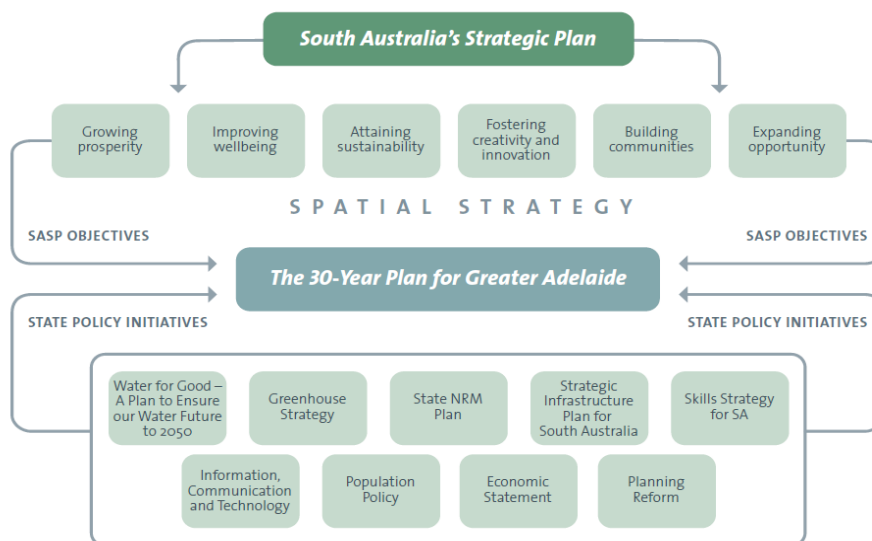 South Australia's Strategic Plan
Growing
prosperity
Improving
wellbeing
Attaining
sustainability
Fostering
creativity and
innovation
Building
communities
Expanding
opportunity
SPATIAL STRATEGY
SASP OBJECTIVES
SASP OBJECTIVES
The 30-Year Plan for Greater Adelaide
STATE POLICY INITIATIVES
STATE POLICY INITIATIVES
Water for Good –
A Plan to Ensure
our Water Future
to 2050
Greenhouse
Strategy
State NRM
Plan
Strategic
Infrastructure
Plan for
South Australia
Skills Strategy
for SA
Information,
Communication
and Technology
Population
Policy
Economic
Statement
Planning
Reform